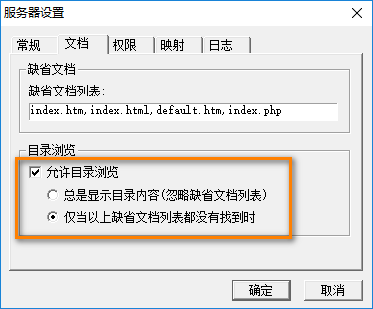 服务器设置
常规 文档 权限 映射 日志
缺省文档
缺省文档列表:
index.htm,index.html,default.htm,index.php
目录浏览
允许目录浏览
总是显示目录内容(忽略缺省文档列表)
仅当以上缺省文档列表都没有找到时
确定 取消